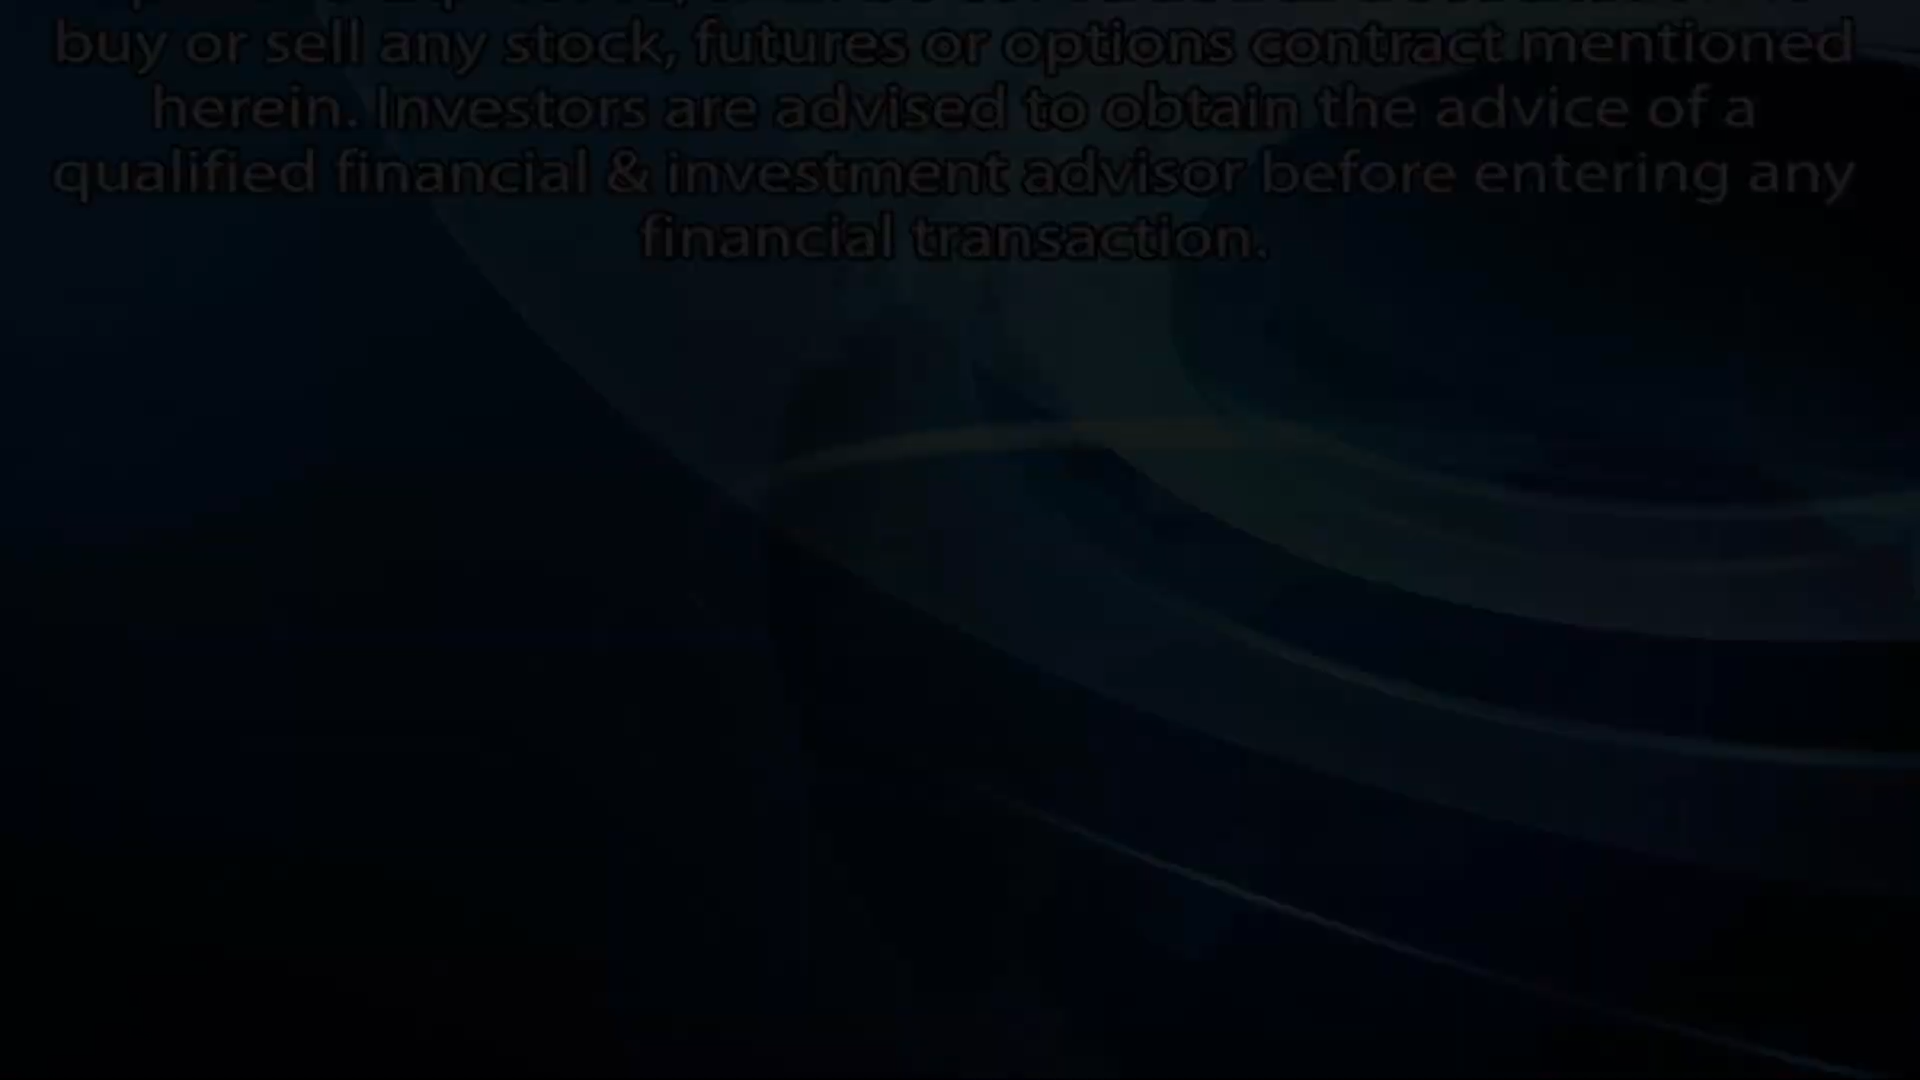 buy or sell any stock, futures or options contract mentioned
herein. Investors are advised to obtain the advice of a
qualified financial & investment advisor before entering any
financial transaction.